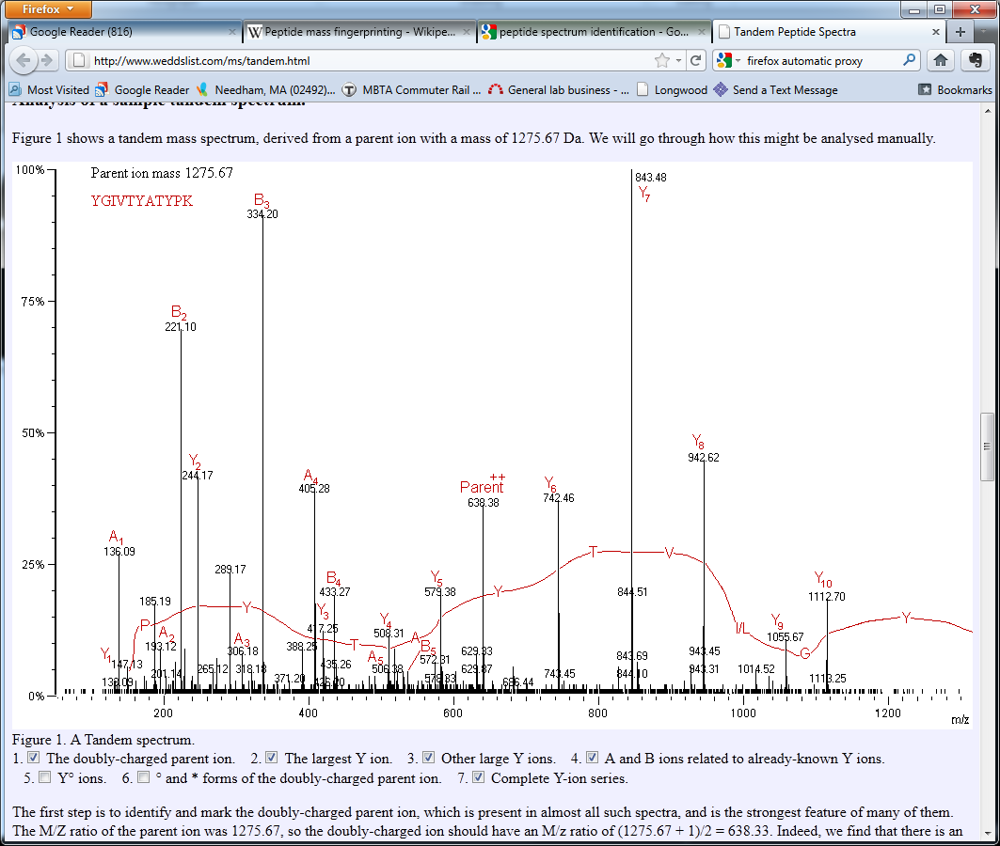 Firefox
Google Reader (816)
Peptide mass fingerprinting - Wikipe...
peptide spectrum identification - Go...
Tandem Peptide Spectra
http://www.weddslist.com/ms/tandem.html
firefox automatic proxy
Most Visited
Google Reader
Needham, MA (02492)...
MBTA Commuter Rail ...
General lab business - ...
Longwood
Send a Text Message
Bookmarks
Analysis of a sample tandem spectrum.
Figure 1 shows a tandem mass spectrum, derived from a parent ion with a mass of 1275.67 Da. We will go through how this might be analysed manually.
100%
Parent ion mass 1275.67
YGIVTYATYPK
843.48
Y7
B3
334.20
75%
B2
221.10
50%
Y8
942.62
Y2
244.17
A4
405.28
Parent++
638.38
Y6
742.46
A1
136.09
25%
289.17
B4
433.27
Y5
579.38
Y
T
V
844.51
Y10
1112.70
185.19
Y
Y3
417.25
Y4
508.31
P
A2
193.12
A3
306.18
388.25
T
A
B5
572.31
I/L
Y9
1055.67
G
Y
Y1
147.13
201.14
265.12
318.18
435.26
A5
506.38
629.33
629.87
843.69
943.45
943.31
1014.52
371.20
743.45
844.10
1113.25
0%
200
400
600
800
1000
1200
m/z
Figure 1. A Tandem spectrum.
1. The doubly-charged parent ion. 2. The largest Y ion. 3. Other large Y ions. 4. A and B ions related to already-known Y ions.
5. Y° ions. 6. ° and * forms of the doubly-charged parent ion. 7. Complete Y-ion series.
The first step is to identify and mark the doubly-charged parent ion, which is present in almost all such spectra, and is the strongest feature of many of them.
The M/Z ratio of the parent ion was 1275.67, so the doubly-charged ion should have an M/z ratio of (1275.67 + 1)/2 = 638.33. Indeed, we find that there is an